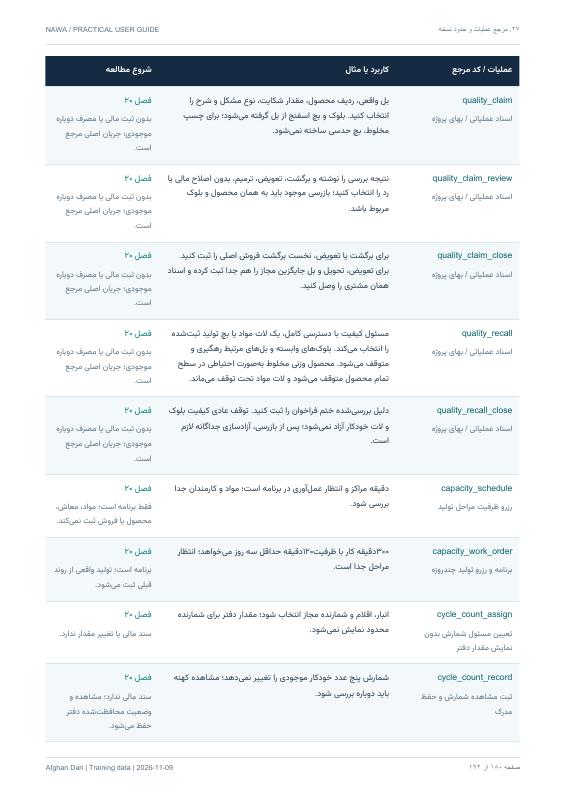 ۲۷. مرجع عملیات و حدود نسخه
NAWA / PRACTICAL USER GUIDE
عملیات / کد مرجع
کاربرد یا مثال
شروع مطالعه
quality_claim
اسناد عملیاتی / بهای پروژه
بل واقعی، ردیف محصول، مقدار شکایت، نوع مشکل و شرح را
انتخاب کنید. بلوک و بچ اسفنج از بل گرفته می‌شود؛ برای چسپ
مخلوط، بچ حدسی ساخته نمی‌شود.
فصل ۲۰
بدون ثبت مالی یا مصرف دوباره
موجودی؛ جریان اصلی مرجع
است.
quality_claim_review
اسناد عملیاتی / بهای پروژه
نتیجه بررسی را نوشته و برگشت، تعویض، ترمیم، بدون اصلاح مالی یا
رد را انتخاب کنید؛ بازرسی موجود باید به همان محصول و بلوک
مربوط باشد.
فصل ۲۰
بدون ثبت مالی یا مصرف دوباره
موجودی؛ جریان اصلی مرجع
است.
quality_claim_close
اسناد عملیاتی / بهای پروژه
برای برگشت یا تعویض، نخست برگشت فروش اصلی را ثبت کنید.
برای تعویض، تحویل و بل جایگزین مجاز را هم جدا ثبت کرده و اسناد
همان مشتری را وصل کنید.
فصل ۲۰
بدون ثبت مالی یا مصرف دوباره
موجودی؛ جریان اصلی مرجع
است.
quality_recall
اسناد عملیاتی / بهای پروژه
مسئول کیفیت با دسترسی کامل، یک لات مواد یا بچ تولید ثبت‌شده
را انتخاب می‌کند. بلوک‌های وابسته و بل‌های مرتبط رهگیری و
متوقف می‌شود. محصول وزنی مخلوط به‌صورت احتیاطی در سطح
تمام محصول متوقف می‌شود و لات مواد تحت توقف می‌ماند.
فصل ۲۰
بدون ثبت مالی یا مصرف دوباره
موجودی؛ جریان اصلی مرجع
است.
quality_recall_close
اسناد عملیاتی / بهای پروژه
دلیل بررسی‌شده ختم فراخوان را ثبت کنید. توقف عادی کیفیت بلوک
و لات خودکار آزاد نمی‌شود؛ پس از بازرسی، آزادسازی جداگانه لازم
است.
فصل ۲۰
بدون ثبت مالی یا مصرف دوباره
موجودی؛ جریان اصلی مرجع
است.
capacity_schedule
رزرو ظرفیت مراحل تولید
دقیقه مراکز و انتظار عمل‌آوری در برنامه است؛ مواد و کارمندان جدا
بررسی شود.
فصل ۲۰
فقط برنامه است؛ مواد، معاش،
محصول یا فروش ثبت نمی‌کند.
capacity_work_order
برنامه و رزرو تولید چندروزه
۳۰۰دقیقه کار با ظرفیت۱۲۰دقیقه حداقل سه روز می‌خواهد؛ انتظار
مراحل جدا است.
فصل ۲۰
برنامه است؛ تولید واقعی از روند
قبلی ثبت می‌شود.
cycle_count_assign
تعیین مسئول شمارش بدون
نمایش مقدار دفتر
انبار، اقلام و شمارنده مجاز انتخاب شود؛ مقدار دفتر برای شمارنده
محدود نمایش نمی‌شود.
فصل ۲۰
سند مالی یا تغییر مقدار ندارد.
cycle_count_record
ثبت مشاهده شمارش و حفظ
مدرک
شمارش پنج عدد خودکار موجودی را تغییر نمی‌دهد؛ مشاهده کهنه
باید دوباره بررسی شود.
فصل ۲۰
سند مالی ندارد؛ مشاهده و
وضعیت محافظت‌شده دفتر
حفظ می‌شود.
صفحه ۱۸۰ از ۱۹۲
Afghan Dari | Training data | 2026-11-09